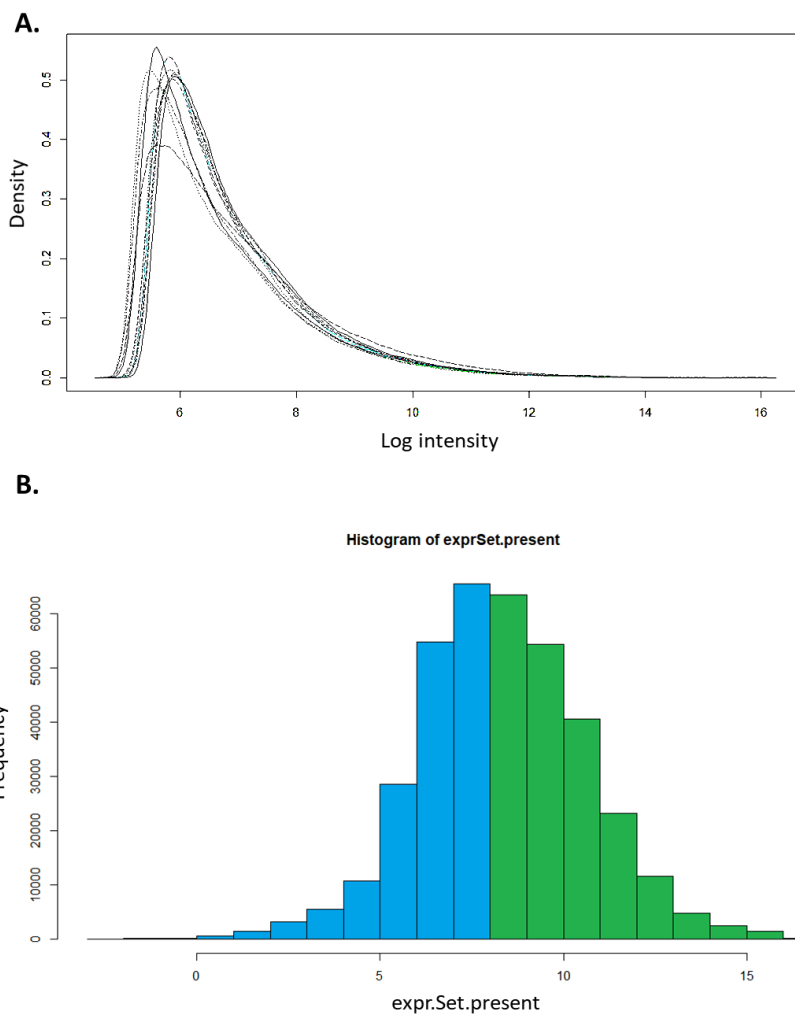 A.
0.5
0.4
0.3
0.2
0.1
0.0
Density
6 8 10 12 14 16
Log intensity
B.
Histogram of exprSet.present
60000
50000
40000
30000
20000
10000
0
Frequency
0 5 10 15
expr.Set.present